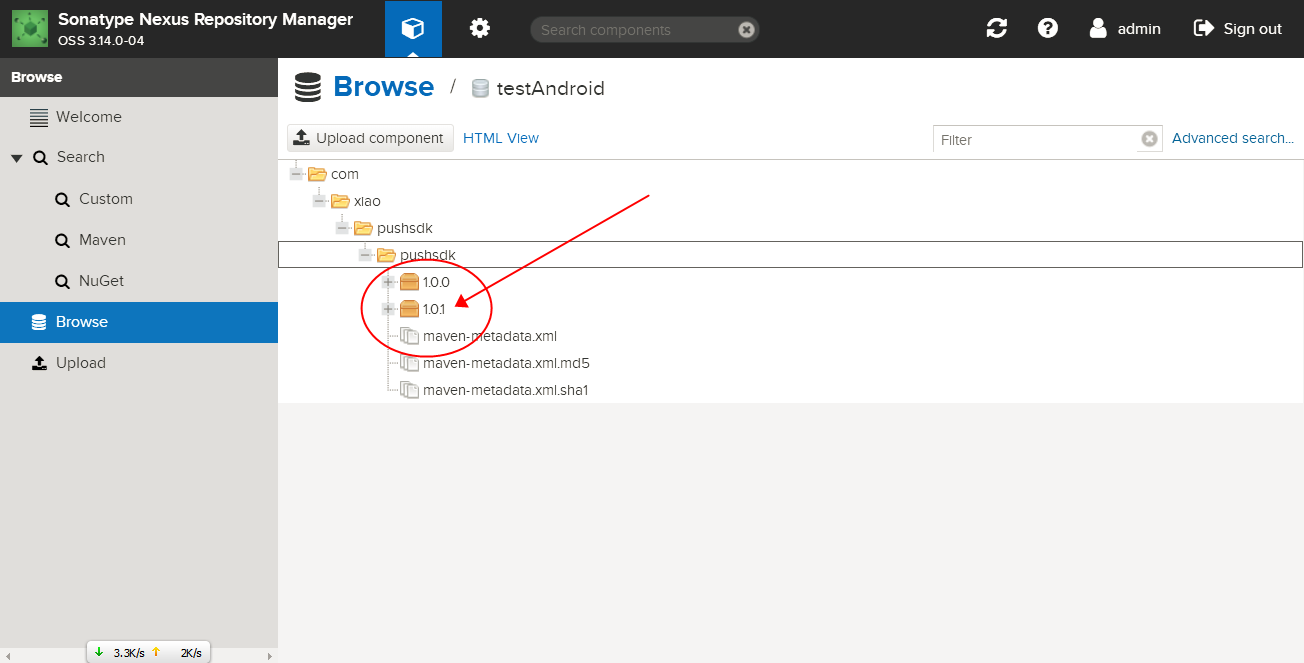 Sonatype Nexus Repository Manager
OSS 3.14.0-04
Search components
admin
Sign out
Browse
Welcome
Search
Custom
Maven
NuGet
Browse
Upload
3.3K/s
2K/s
Browse / testAndroid
Upload component
HTML View
Filter
Advanced search...
com
xiao
pushsdk
pushsdk
1.0.0
1.0.1
maven-metadata.xml
maven-metadata.xml.md5
maven-metadata.xml.sha1